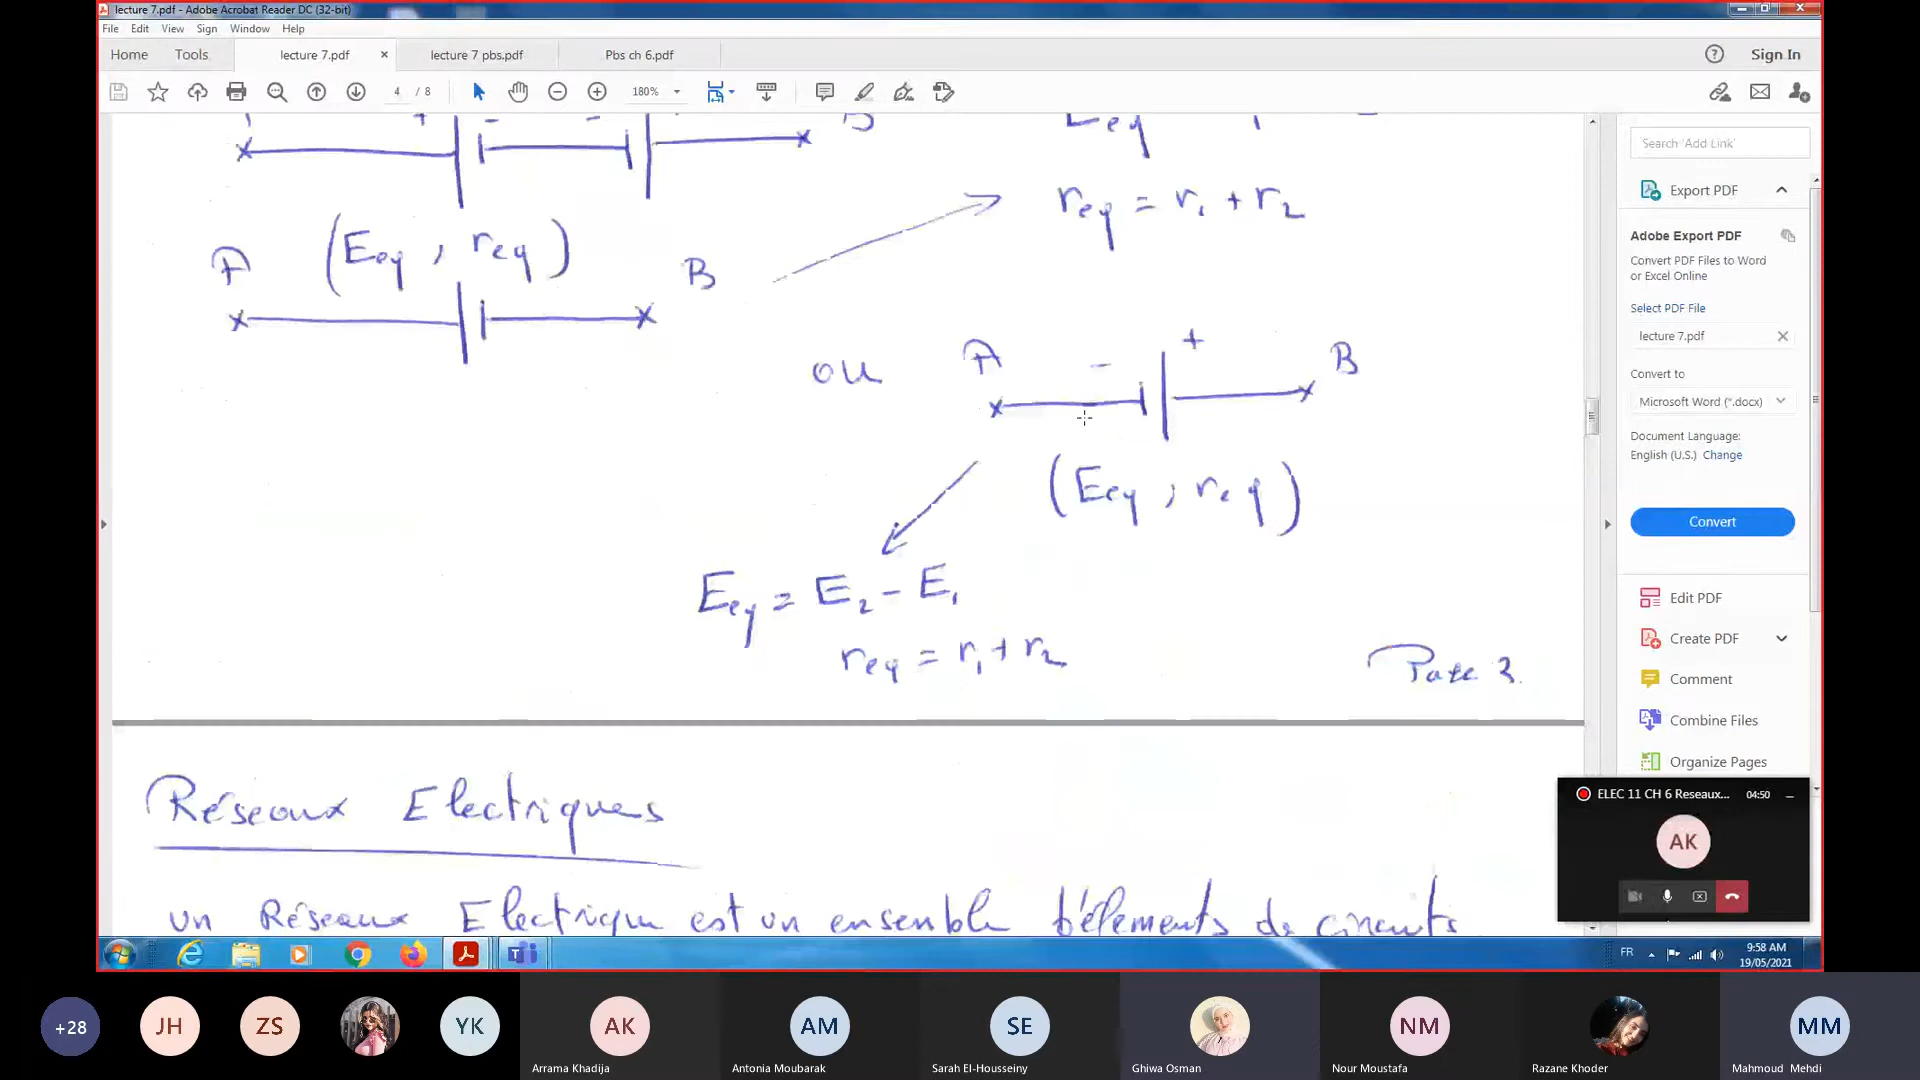 lecture 7.pdf - Adobe Acrobat Reader DC (32-bit)
File Edit View Sign Window Help
Home Tools lecture 7.pdf × lecture 7 pbs.pdf Pbs ch 6.pdf Sign In
4 / 8 180%
+ - - B
A B (Eeq , req)
req = r1 + r2
ou A - + B
(Eeq , req)
Eeq = E2 - E1
req = r1 + r2
Page 3
Réseaux Electriques
un Réseaux Electrique est un ensemble d'élements de circuits
Search 'Add Link'
Export PDF
Adobe Export PDF
Convert PDF Files to Word
or Excel Online
Select PDF File
lecture 7.pdf
Convert to
Microsoft Word (*.docx)
Document Language:
English (U.S.) Change
Convert
Edit PDF
Create PDF
Comment
Combine Files
Organize Pages
ELEC 11 CH 6 Reseaux... 04:50
AK
FR 9:58 AM
19/05/2021
+28 JH ZS YK AK AM SE NM MM
Arrama Khadija Antonia Moubarak Sarah El-Housseiny Ghiwa Osman Nour Moustafa Razane Khoder Mahmoud Mehdi